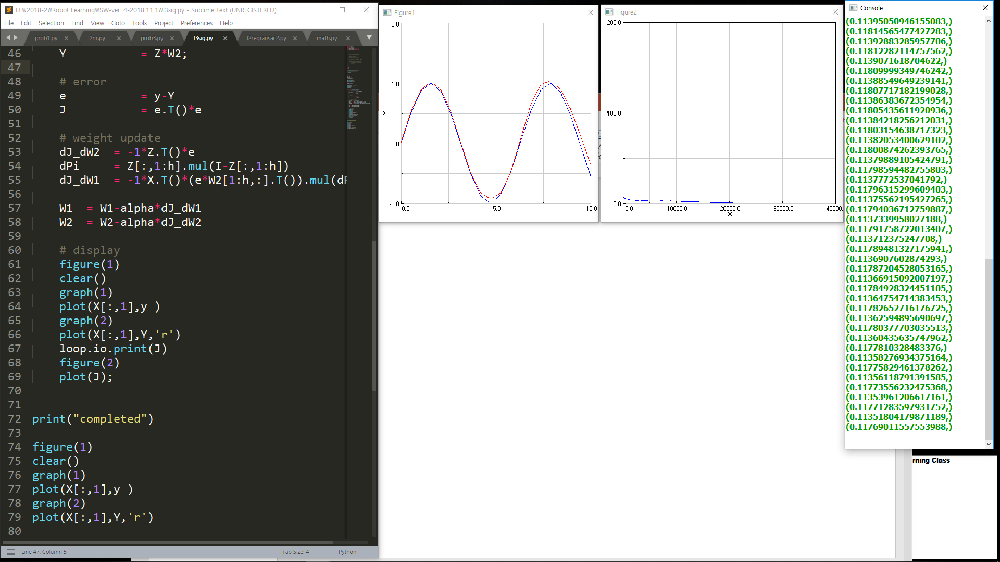 D:₩2018-2₩Robot Learning₩SW-ver. 4-2018.11.1₩l3sig.py - Sublime Text (UNREGISTERED)
File Edit Selection Find View Goto Tools Project Preferences Help
prob1.py l2nr.py prob3.py l3sig.py l2regransac2.py math.py
46 Y = Z*W2;
47
48 # error
49 e = y-Y
50 J = e.T()*e
51
52 # weight update
53 dJ_dW2 = -1*Z.T()*e
54 dPi = Z[:,1:h].mul(I-Z[:,1:h])
55 dJ_dW1 = -1*X.T()*(e*W2[1:h,:].T()).mul(dP
56
57 W1 = W1-alpha*dJ_dW1
58 W2 = W2-alpha*dJ_dW2
59
60 # display
61 figure(1)
62 clear()
63 graph(1)
64 plot(X[:,1],y )
65 graph(2)
66 plot(X[:,1],Y,'r')
67 loop.io.print(J)
68 figure(2)
69 plot(J);
70
71
72 print("completed")
73
74 figure(1)
75 clear()
76 graph(1)
77 plot(X[:,1],y )
78 graph(2)
79 plot(X[:,1],Y,'r')
80
Line 47, Column 5 Tab Size: 4 Python
Figure1
2.0
1.0
Y
0.0
-1.0
0.0 5.0 10.0
X
Figure2
200.0
Y
100.0
0.0
0.0 10000.0 20000.0 30000.0 40000.
X
Console
(0.11395050946155083,)
(0.11814565477427283,)
(0.11392883285957706,)
(0.11812282114757562,)
(0.1139071618704622,)
(0.11809999349746242,)
(0.11388549649239141,)
(0.11807717182199028,)
(0.11386383672354954,)
(0.11805435611920936,)
(0.11384218256212031,)
(0.11803154638717323,)
(0.11382053400629102,)
(0.11800874262393765,)
(0.11379889105424791,)
(0.11798594482755803,)
(0.1137772537041792,)
(0.11796315299609403,)
(0.11375562195427265,)
(0.11794036712759887,)
(0.1137339958027188,)
(0.11791758722013407,)
(0.113712375247708,)
(0.11789481327175941,)
(0.1136907602874293,)
(0.11787204528053165,)
(0.11366915092007197,)
(0.11784928324451105,)
(0.11364754714383453,)
(0.11782652716176725,)
(0.11362594895690697,)
(0.11780377703035513,)
(0.11360435635747962,)
(0.1177810328483376,)
(0.11358276934375164,)
(0.11775829461378262,)
(0.11356118791391585,)
(0.11773556232475368,)
(0.11353961206617161,)
(0.11771283597931752,)
(0.11351804179871189,)
(0.11769011557553988,)
rning Class